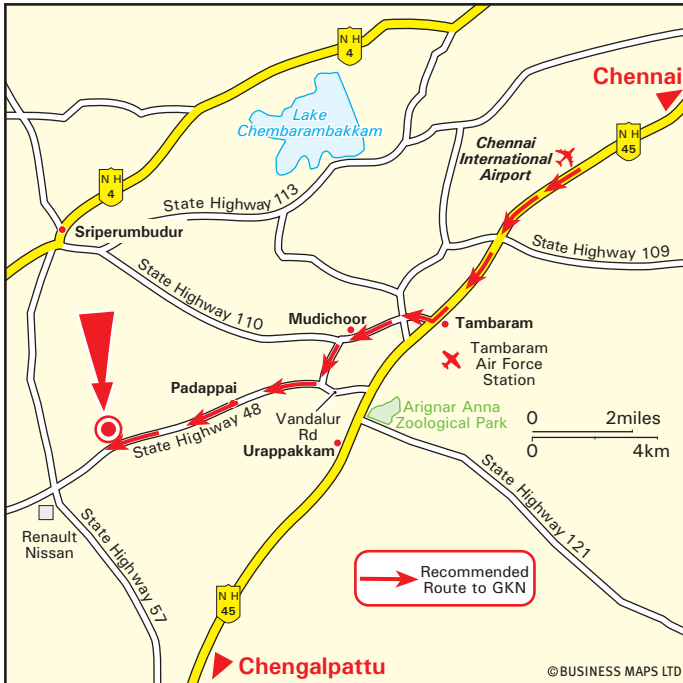 N H
4
Chennai
Lake
Chembarambakkam
N H
45
Chennai
International
Airport
N H
4
State Highway 113
Sriperumbudur
State Highway 109
State Highway 110
Mudichoor
Tambaram
Tambaram
Air Force
Station
Padappai
State Highway 48
Vandalur
Rd
Arignar Anna
Zoological Park
0 2miles
0 4km
Urappakkam
State Highway 121
Renault
Nissan
State Highway 57
Recommended
Route to GKN
N H
45
Chengalpattu
© BUSINESS MAPS LTD